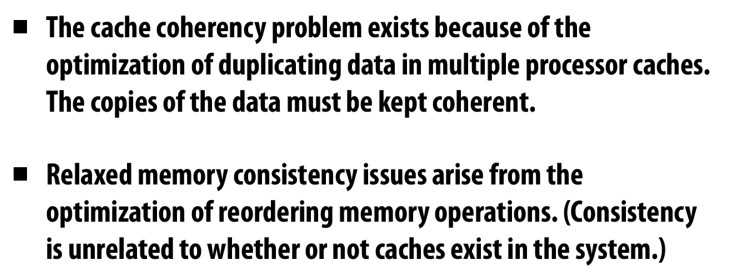 ■ The cache coherency problem exists because of the
optimization of duplicating data in multiple processor caches.
The copies of the data must be kept coherent.
■ Relaxed memory consistency issues arise from the
optimization of reordering memory operations. (Consistency
is unrelated to whether or not caches exist in the system.)